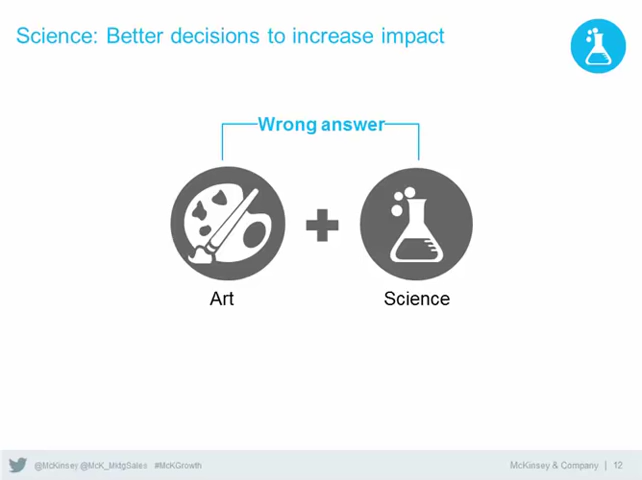 Science: Better decisions to increase impact
Wrong answer
Art
Science
@McKinsey @McK_MktgSales #McKGrowth
McKinsey & Company | 12